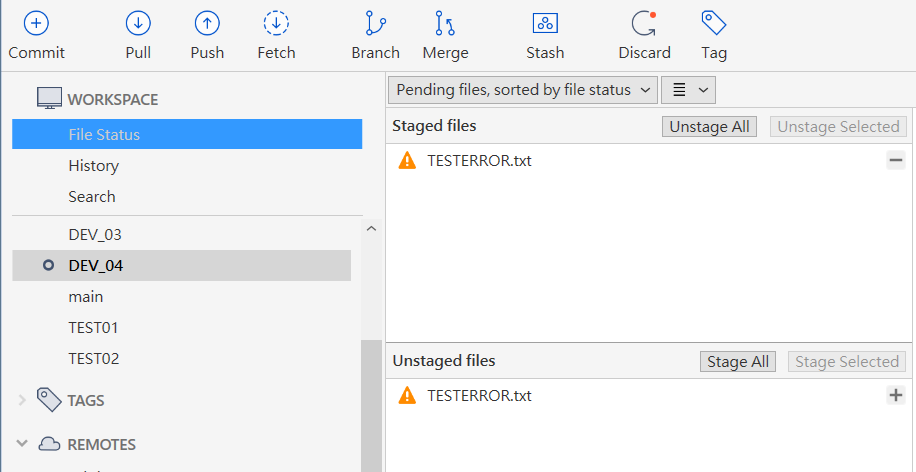 Commit Pull Push Fetch Branch Merge Stash Discard Tag
WORKSPACE
File Status
History
Search
DEV_03
DEV_04
main
TEST01
TEST02
TAGS
REMOTES
Pending files, sorted by file status
Staged files Unstage All Unstage Selected
TESTERROR.txt
Unstaged files Stage All Stage Selected
TESTERROR.txt